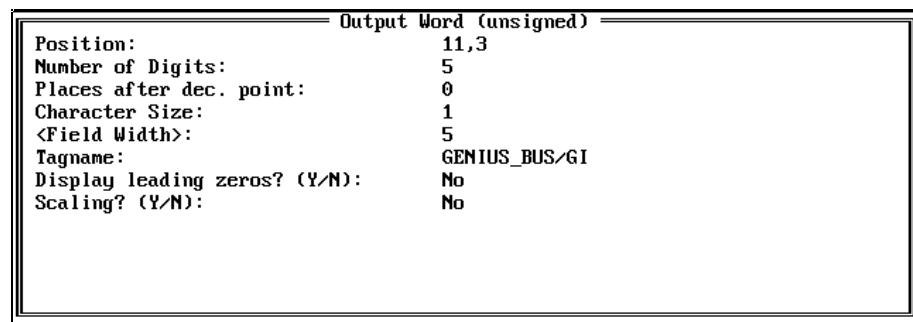 Output Word (unsigned)
Position: 11,3
Number of Digits: 5
Places after dec. point: 0
Character Size: 1
<Field Width>: 5
Tagname: GENIUS_BUS/GI
Display leading zeros? (Y/N): No
Scaling? (Y/N): No